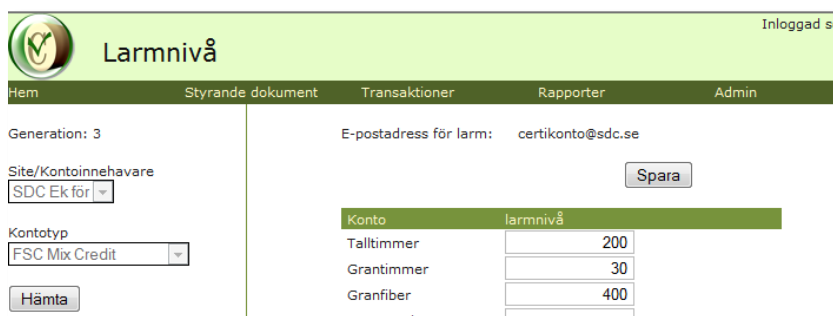 Inloggad s
Larmnivå
Hem Styrande dokument Transaktioner Rapporter Admin
Generation: 3
E-postadress för larm: certikonto@sdc.se
Site/Kontoinnehavare
SDC Ek för
Spara
Kontotyp
FSC Mix Credit
Hämta
Konto larmnivå
Talltimmer 200
Grantimmer 30
Granfiber 400